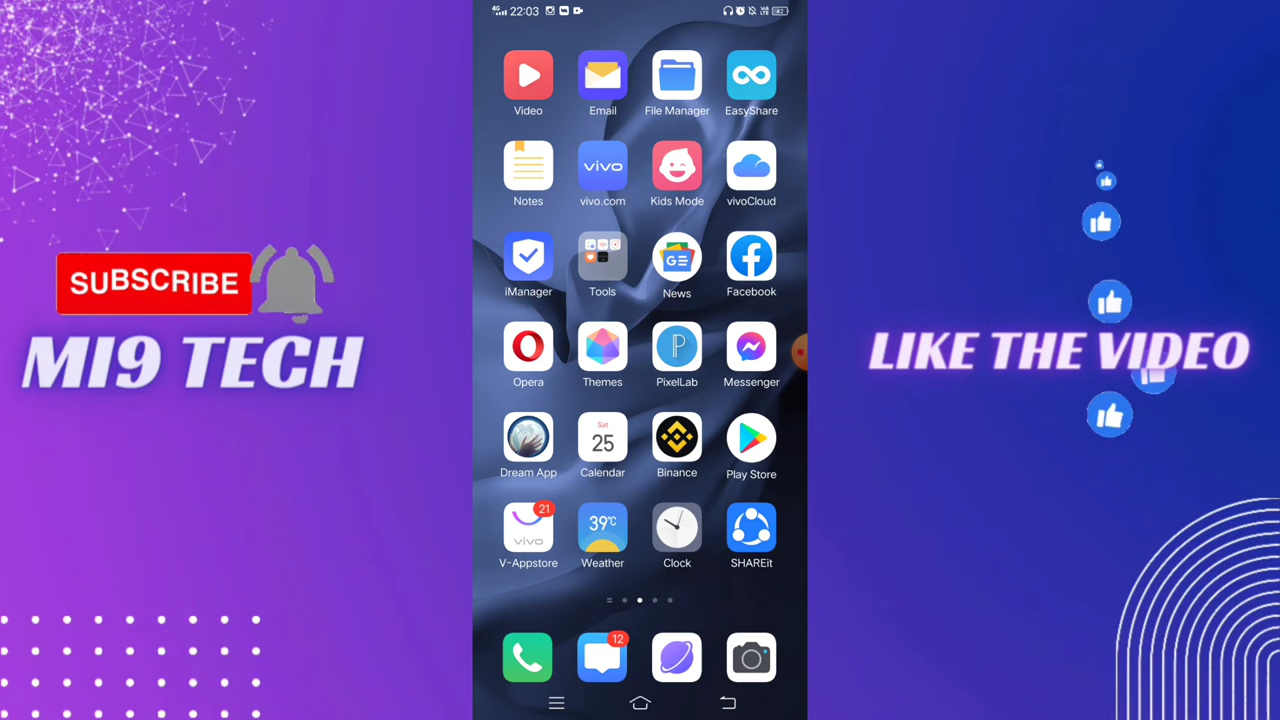 4G 22:03
Video Email File Manager EasyShare
vivo
Notes vivo.com Kids Mode vivoCloud
GE
iManager Tools News Facebook
SUBSCRIBE
MI9 TECH
LIKE THE VIDEO
P
Opera Themes PixelLab Messenger
Sat
25
Dream App Calendar Binance Play Store
21
vivo 39°C
V-Appstore Weather Clock SHAREit
12